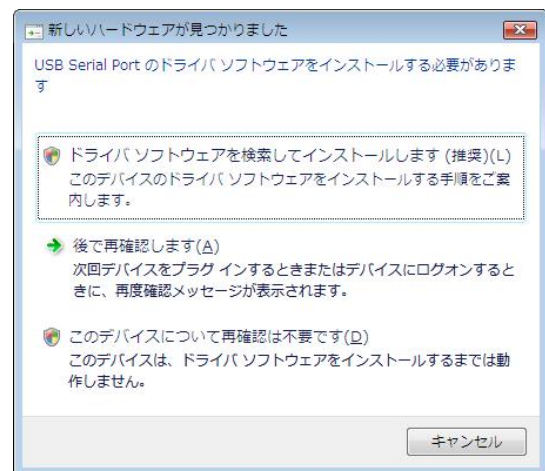 新しいハードウェアが見つかりました
USB Serial Port のドライバ ソフトウェアをインストールする必要がありま
す
ドライバ ソフトウェアを検索してインストールします (推奨)(L)
このデバイスのドライバ ソフトウェアをインストールする手順をご案
内します。
後で再確認します(A)
次回デバイスをプラグ インするときまたはデバイスにログオンすると
きに、再度確認メッセージが表示されます。
このデバイスについて再確認は不要です(D)
このデバイスは、ドライバ ソフトウェアをインストールするまでは動
作しません。
キャンセル